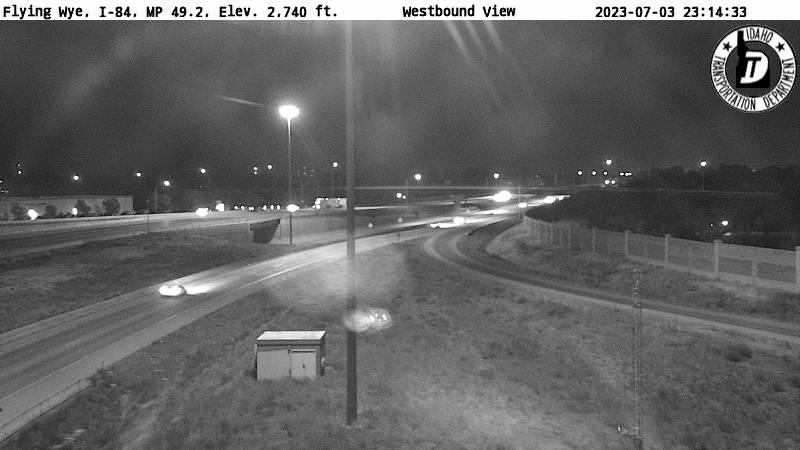 Flying Wye, I-84, MP 49.2, Elev. 2,740 ft. Westbound View 2023-07-03 23:14:33
IDAHO
TRANSPORTATION DEPARTMENT